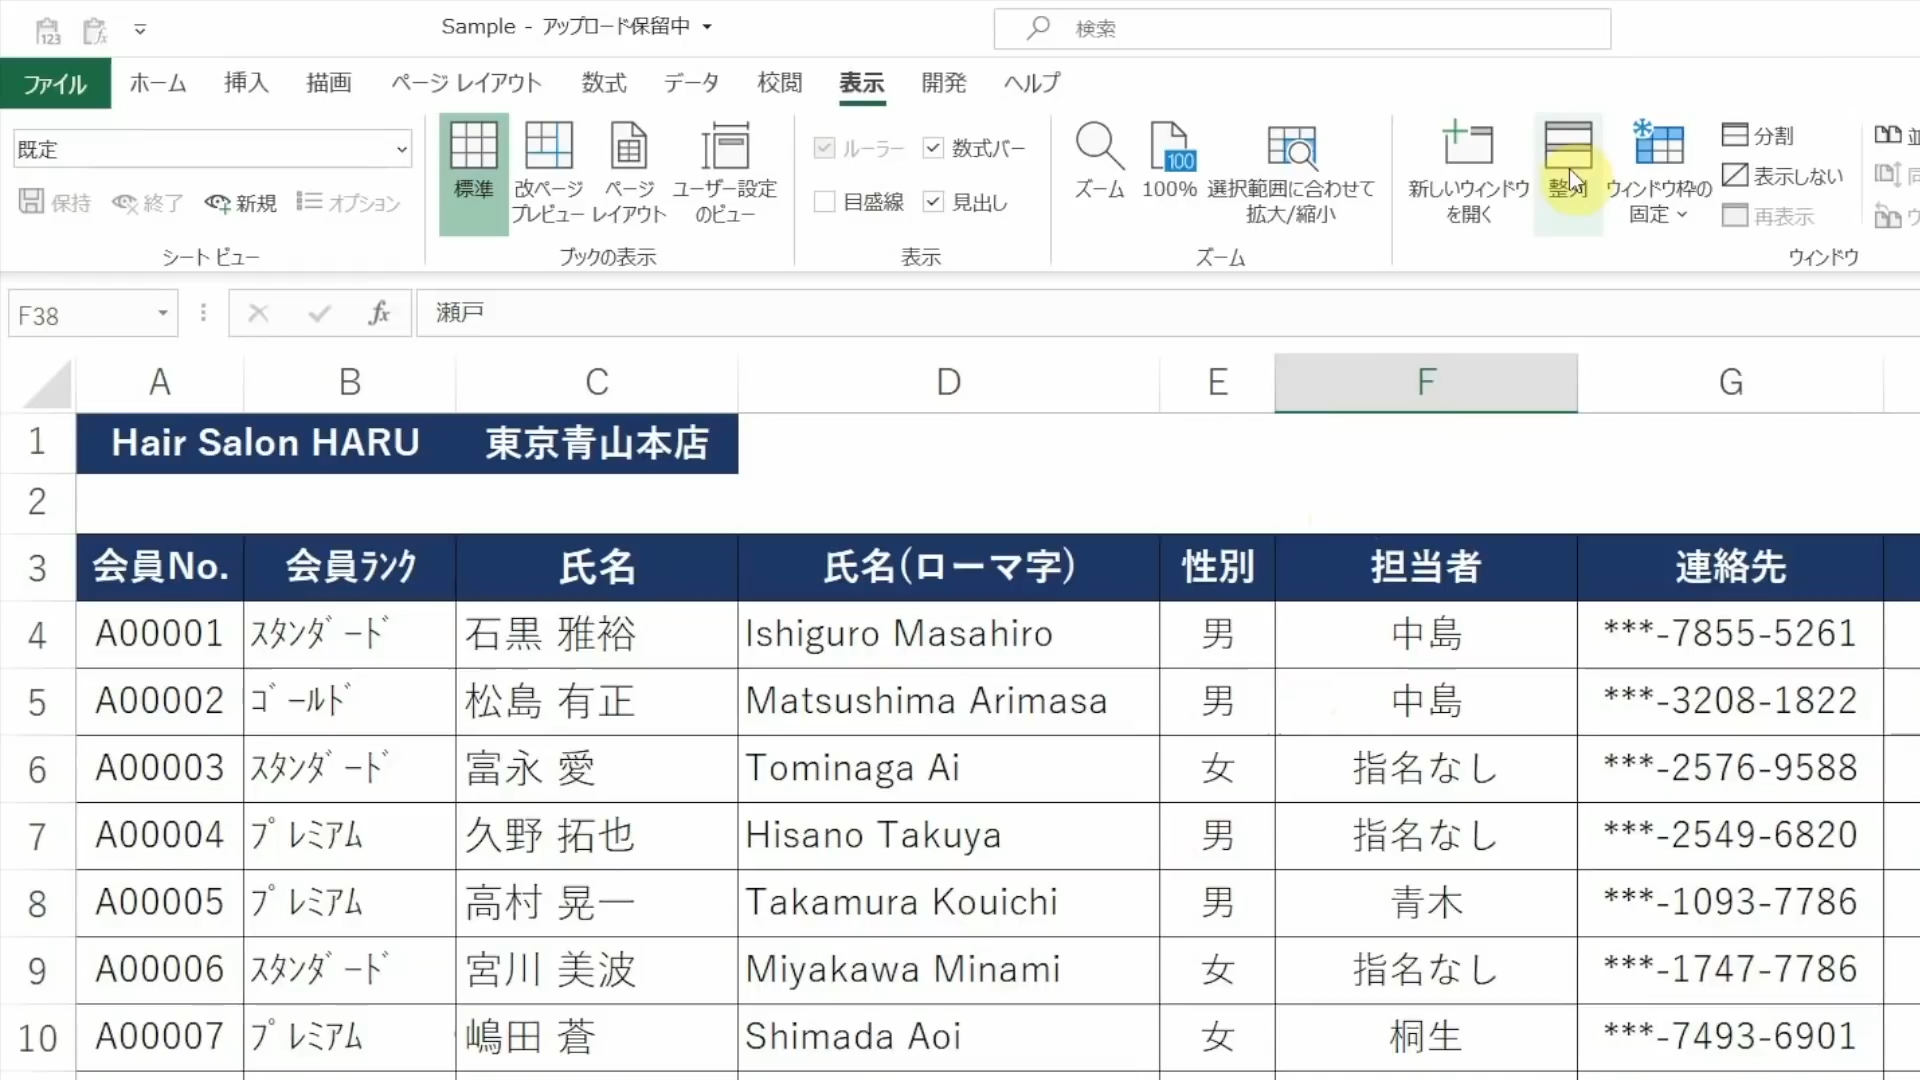 Sample - アップロード保留中
検索
ファイル ホーム 挿入 描画 ページ レイアウト 数式 データ 校閲 表示 開発 ヘルプ
既定
保持 終了 新規 オプション
シート ビュー
標準 改ページ プレビュー ページ レイアウト ユーザー設定 のビュー
ブックの表示
ルーラー 数式バー
目盛線 見出し
表示
ズーム 100 100% 選択範囲に合わせて 拡大/縮小
ズーム
新しいウィンドウ を開く 整列 ウィンドウ枠の 固定
分割
表示しない
再表示
ウィンドウ
F38 fx 瀬戸
A B C D E F G
1 Hair Salon HARU 東京青山本店
2
3 会員No. 会員ﾗﾝｸ 氏名 氏名(ローマ字) 性別 担当者 連絡先
4 A00001 ｽﾀﾝﾀﾞｰﾄﾞ 石黒 雅裕 Ishiguro Masahiro 男 中島 ***-7855-5261
5 A00002 ｺﾞｰﾙﾄﾞ 松島 有正 Matsushima Arimasa 男 中島 ***-3208-1822
6 A00003 ｽﾀﾝﾀﾞｰﾄﾞ 富永 愛 Tominaga Ai 女 指名なし ***-2576-9588
7 A00004 ﾌﾟﾚﾐｱﾑ 久野 拓也 Hisano Takuya 男 指名なし ***-2549-6820
8 A00005 ﾌﾟﾚﾐｱﾑ 高村 晃一 Takamura Kouichi 男 青木 ***-1093-7786
9 A00006 ｽﾀﾝﾀﾞｰﾄﾞ 宮川 美波 Miyakawa Minami 女 指名なし ***-1747-7786
10 A00007 ﾌﾟﾚﾐｱﾑ 嶋田 蒼 Shimada Aoi 女 桐生 ***-7493-6901